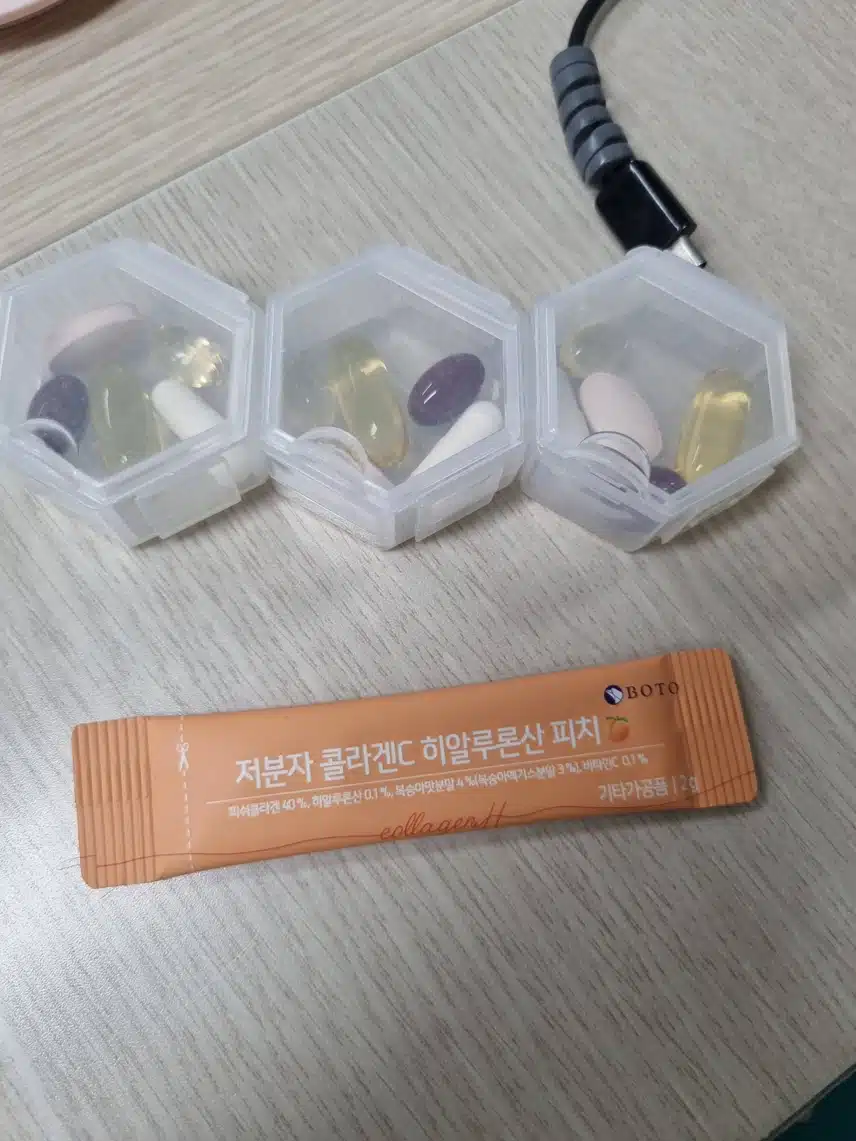 BOTO
저분자 콜라겐C 히알루론산 피치
피쉬콜라겐 40%, 히알루론산 0.1%, 복숭아맛분말 4%(복숭아엑기스분말 3%), 비타민C 0.1%
기타가공품 | 2g
collagenH